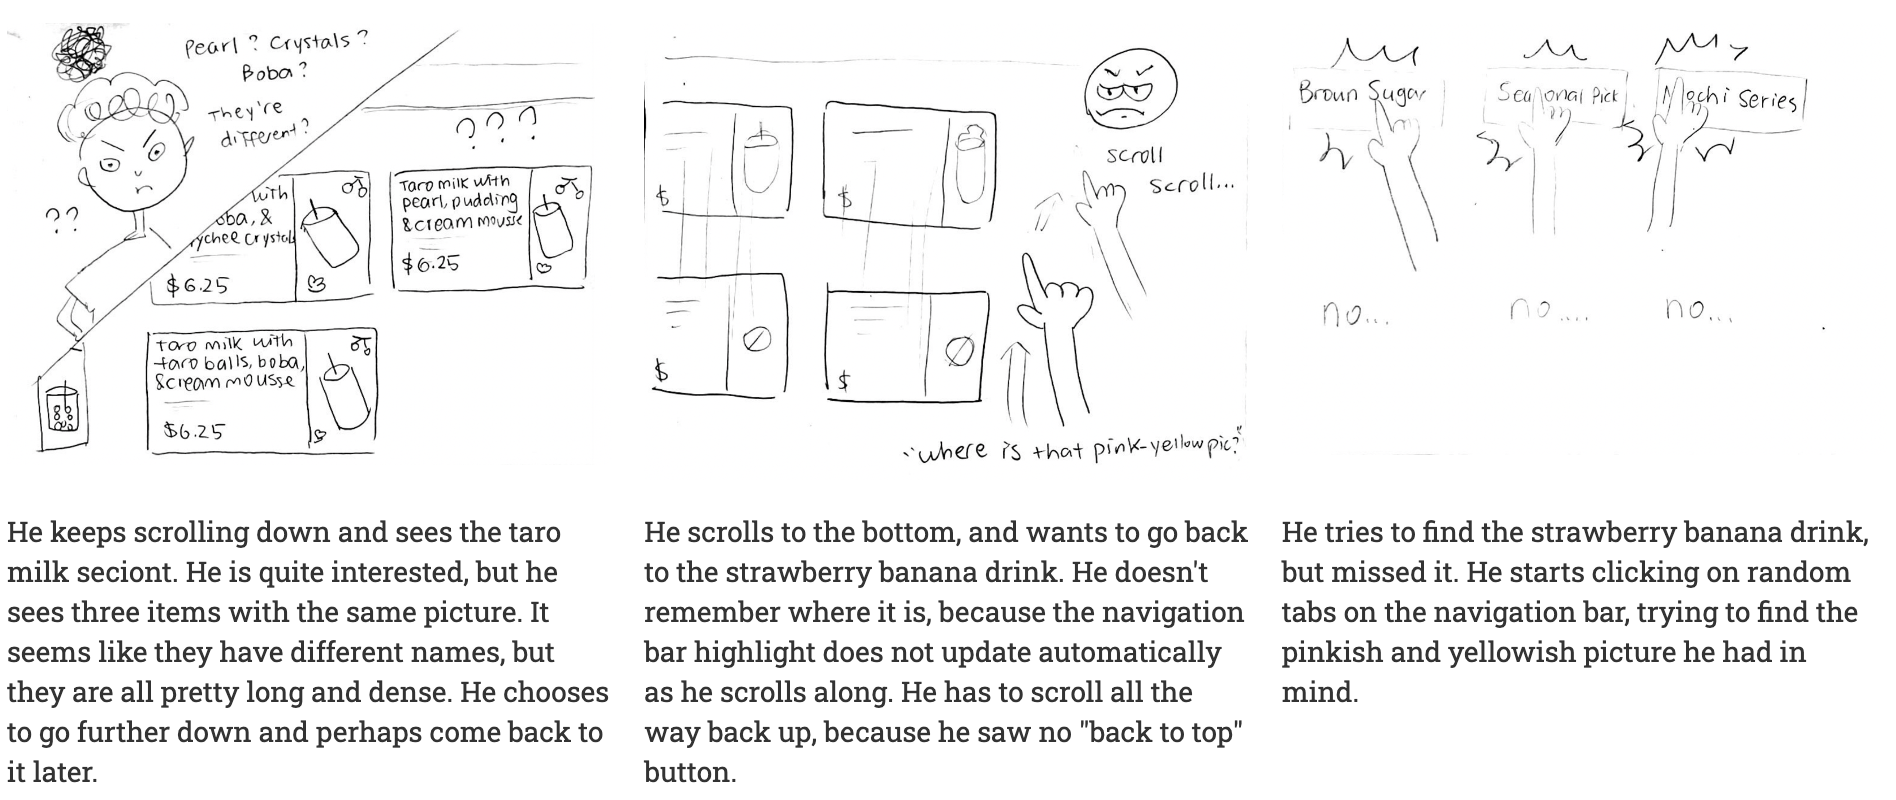 Pearl? Crystals?
Boba?
They're
different?
??
???
with
oba, &
ychee Crystals
$6.25
Taro milk with
pearl, pudding
& cream mousse
$6.25
taro milk with
taro balls, boba,
& cream mousse
$6.25
$
$
$
$
scroll
scroll...
"where is that pink-yellow pic?"
Broun Sugar
Seasonal Pick
Mochi Series
no...
no....
no...
He keeps scrolling down and sees the taro
milk seciont. He is quite interested, but he
sees three items with the same picture. It
seems like they have different names, but
they are all pretty long and dense. He chooses
to go further down and perhaps come back to
it later.
He scrolls to the bottom, and wants to go back
to the strawberry banana drink. He doesn't
remember where it is, because the navigation
bar highlight does not update automatically
as he scrolls along. He has to scroll all the
way back up, because he saw no "back to top"
button.
He tries to find the strawberry banana drink,
but missed it. He starts clicking on random
tabs on the navigation bar, trying to find the
pinkish and yellowish picture he had in
mind.